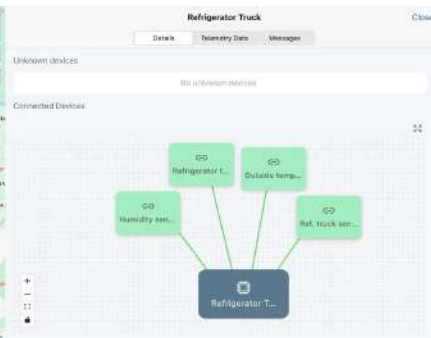 Refrigerator Truck
Close
Details
Telemetry Data
Messages
Unknown devices
No unknown devices
Connected Devices
Refrigerator t...
Outside temp...
Humidity sen...
Ref. truck sen...
Refrigerator T...